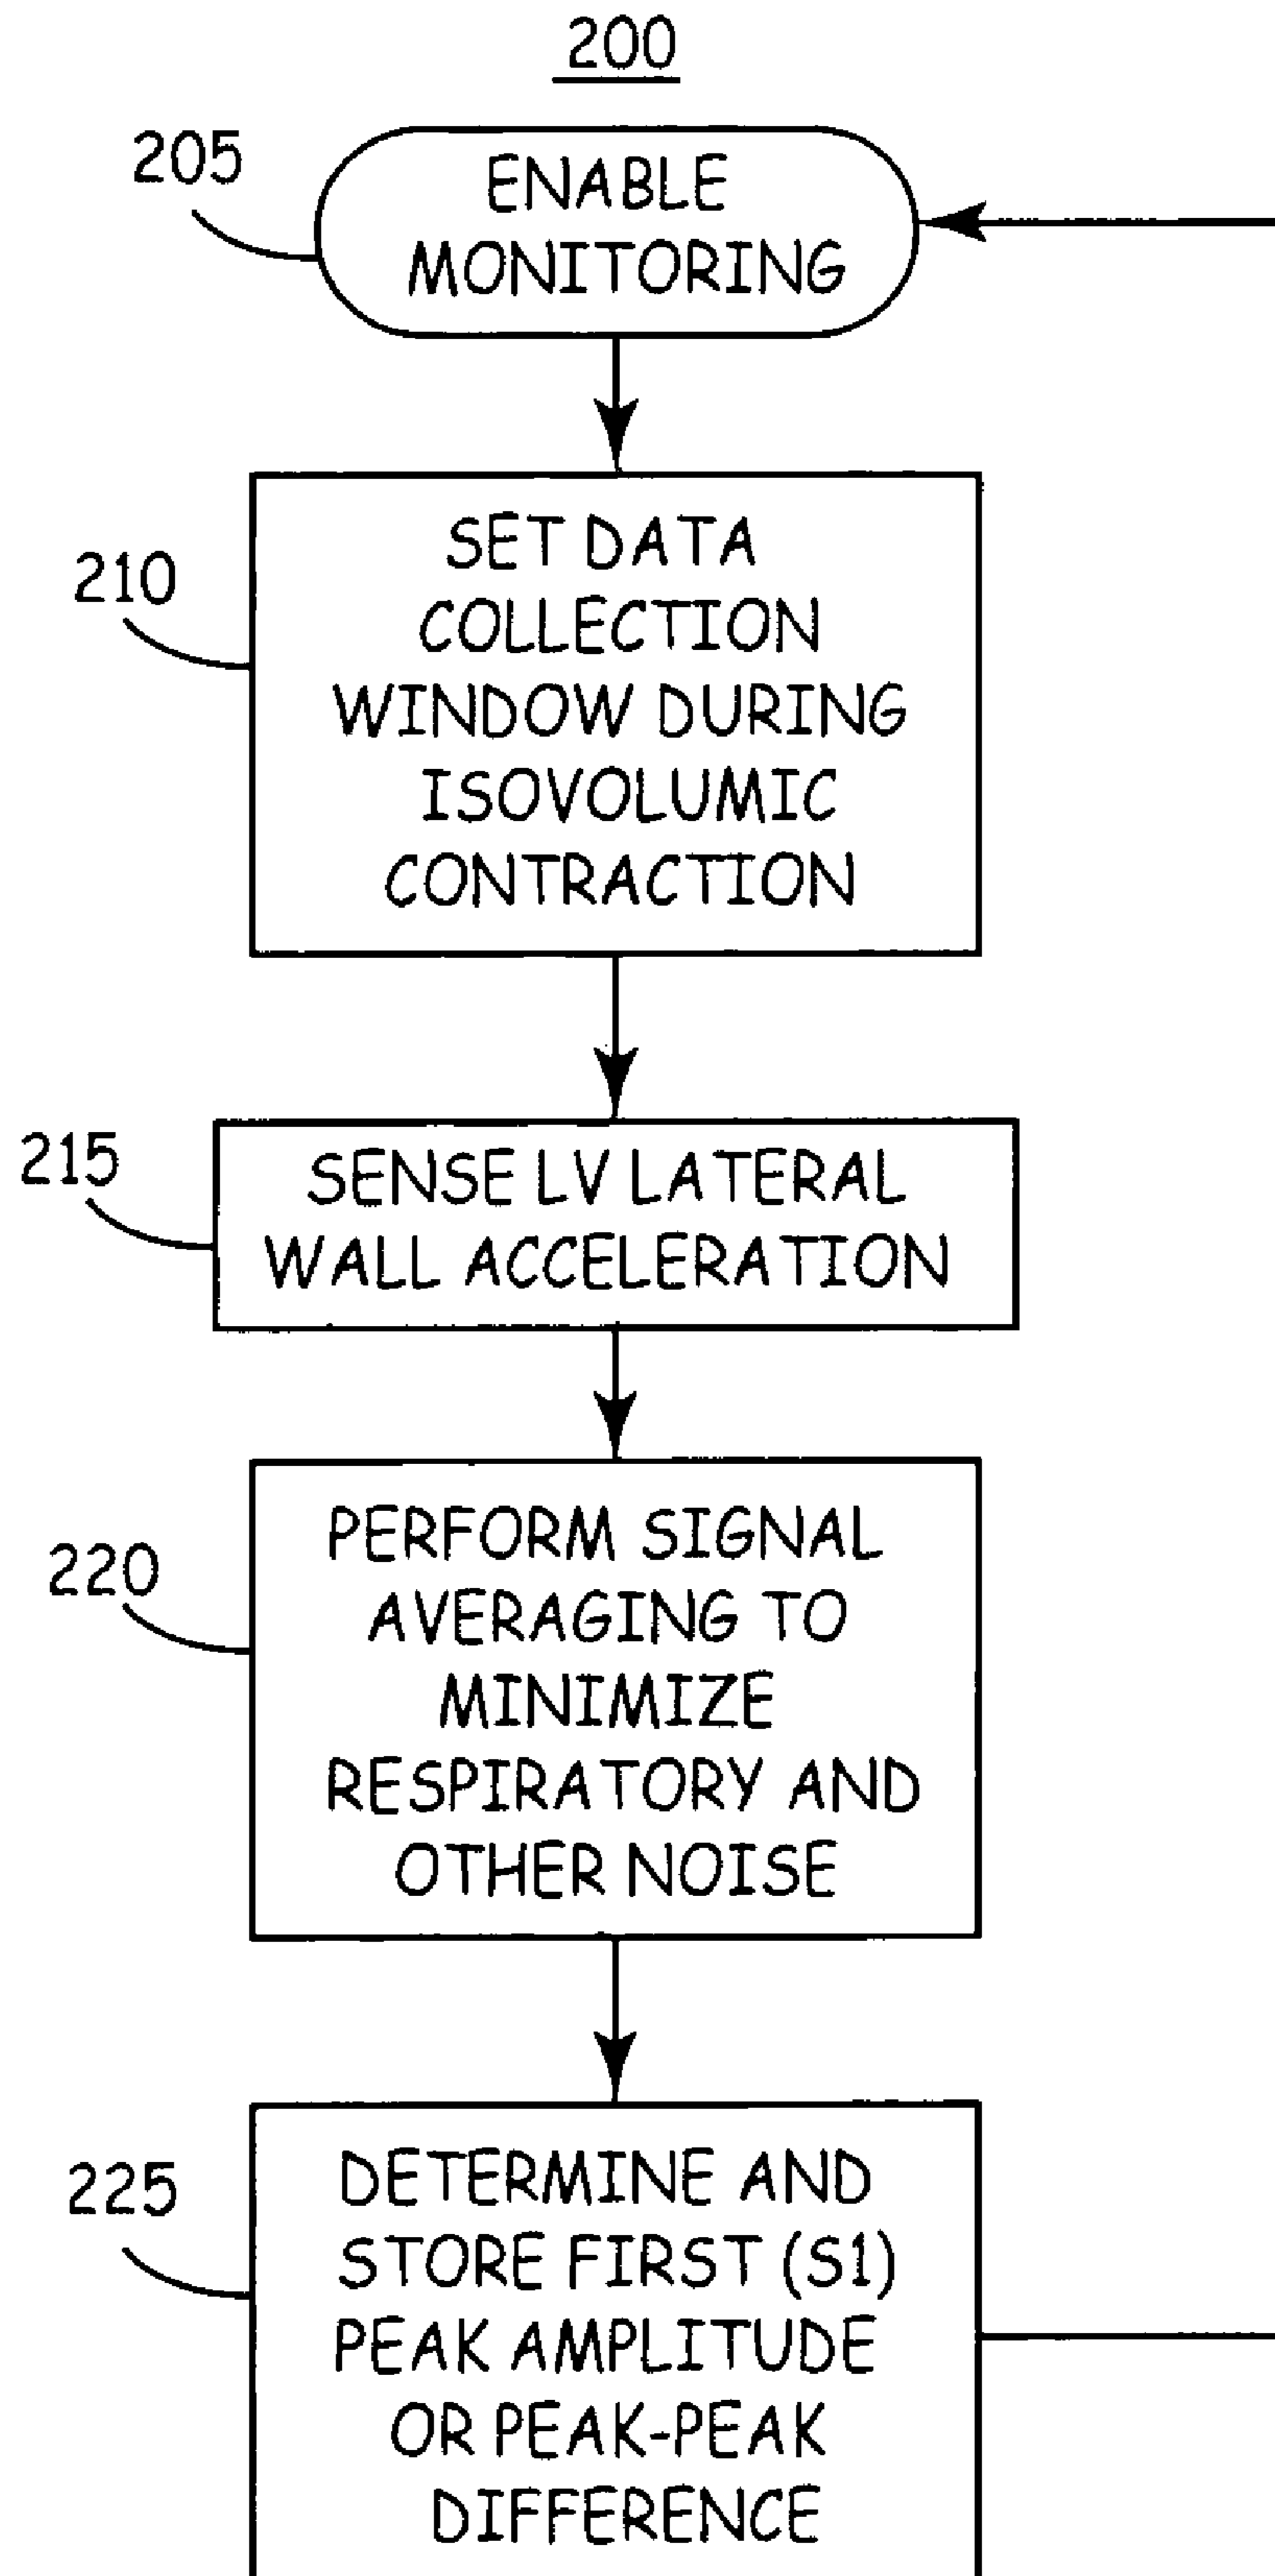 200
205
ENABLE
MONITORING
210
SET DATA
COLLECTION
WINDOW DURING
ISOVOLUMIC
CONTRACTION
215
SENSE LV LATERAL
WALL ACCELERATION
220
PERFORM SIGNAL
AVERAGING TO
MINIMIZE
RESPIRATORY AND
OTHER NOISE
225
DETERMINE AND
STORE FIRST (S1)
PEAK AMPLITUDE
OR PEAK-PEAK
DIFFERENCE